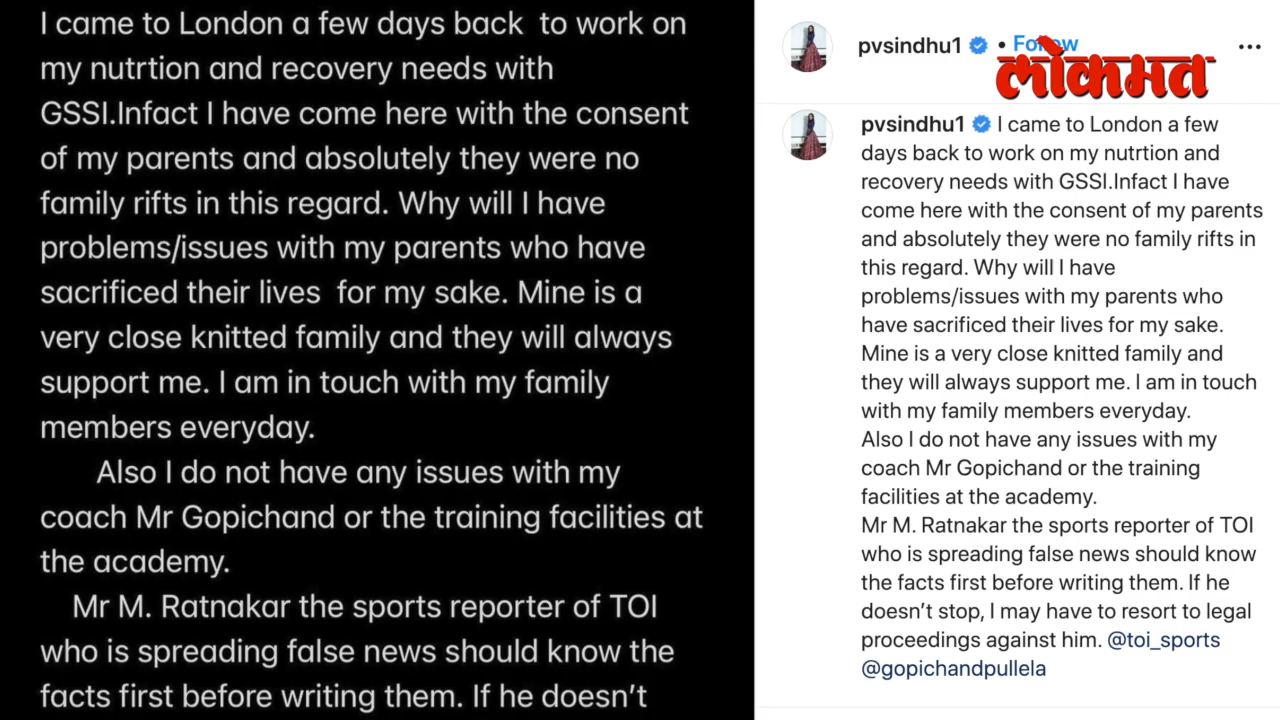 I came to London a few days back  to work on
my nutrtion and recovery needs with
GSSI.Infact I have come here with the consent
of my parents and absolutely they were no
family rifts in this regard. Why will I have
problems/issues with my parents who have
sacrificed their lives  for my sake. Mine is a
very close knitted family and they will always
support me. I am in touch with my family
members everyday.
Also I do not have any issues with my
coach Mr Gopichand or the training facilities at
the academy.
Mr M. Ratnakar the sports reporter of TOI
who is spreading false news should know the
facts first before writing them. If he doesn’t
pvsindhu1 • Follow
लोकमत
pvsindhu1 I came to London a few
days back to work on my nutrtion and
recovery needs with GSSI.Infact I have
come here with the consent of my parents
and absolutely they were no family rifts in
this regard. Why will I have
problems/issues with my parents who
have sacrificed their lives for my sake.
Mine is a very close knitted family and
they will always support me. I am in touch
with my family members everyday.
Also I do not have any issues with my
coach Mr Gopichand or the training
facilities at the academy.
Mr M. Ratnakar the sports reporter of TOI
who is spreading false news should know
the facts first before writing them. If he
doesn’t stop, I may have to resort to legal
proceedings against him. @toi_sports
@gopichandpullela